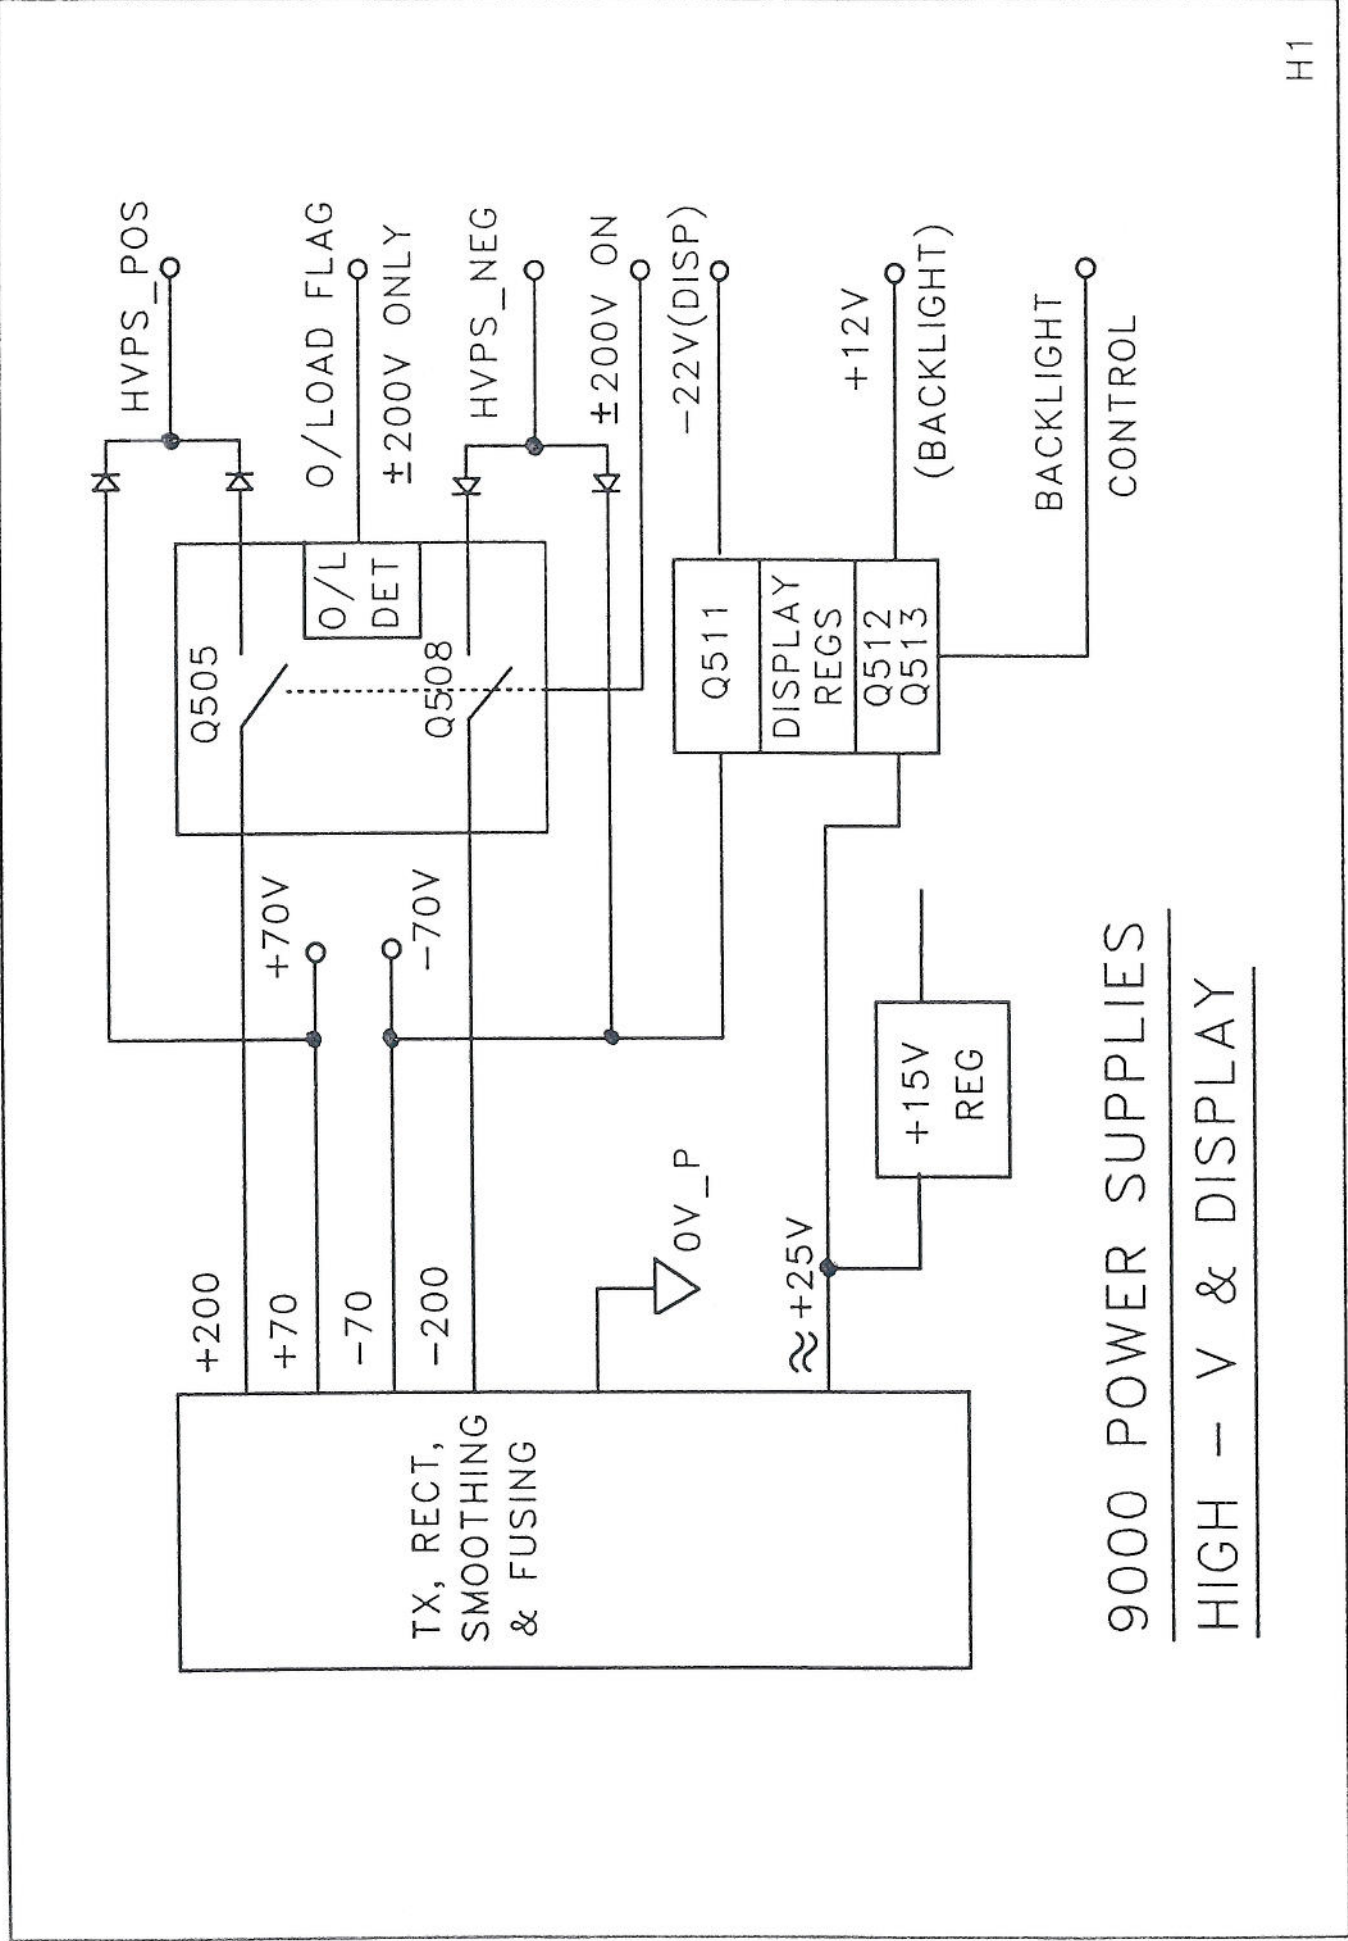 HVPS_POS
O/LOAD FLAG
±200V ONLY
HVPS_NEG
±200V ON
-22V(DISP)
+12V
(BACKLIGHT)
BACKLIGHT
CONTROL
Q505
O/L
DET
Q508
Q511
DISPLAY
REGS
Q512
Q513
+70V
-70V
+200
+70
-70
-200
0V_P
≈+25V
+15V
REG
TX, RECT,
SMOOTHING
& FUSING
9000 POWER SUPPLIES
HIGH - V & DISPLAY
H1